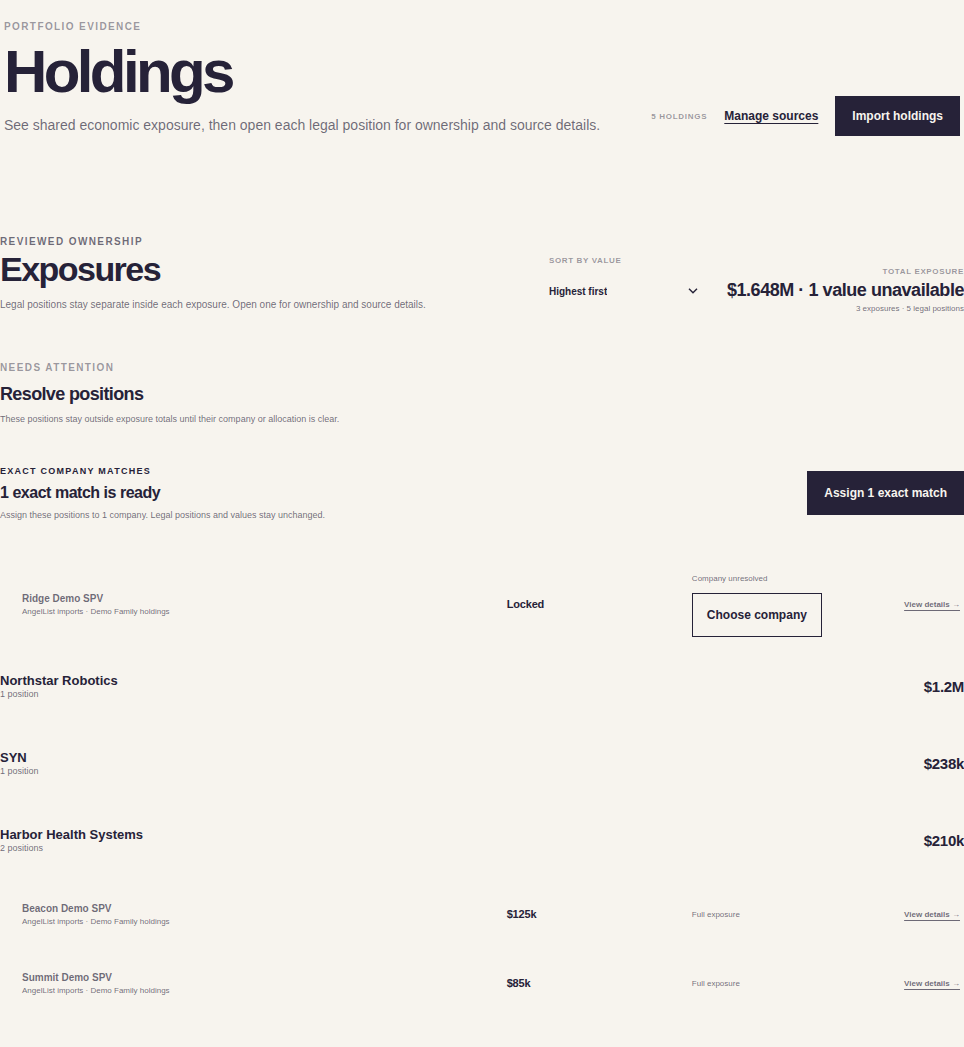 PORTFOLIO EVIDENCE
Holdings
See shared economic exposure, then open each legal position for ownership and source details.
5 HOLDINGS
Manage sources
Import holdings
REVIEWED OWNERSHIP
Exposures
Legal positions stay separate inside each exposure. Open one for ownership and source details.
SORT BY VALUE
Highest first
TOTAL EXPOSURE
$1.648M · 1 value unavailable
3 exposures · 5 legal positions
NEEDS ATTENTION
Resolve positions
These positions stay outside exposure totals until their company or allocation is clear.
EXACT COMPANY MATCHES
1 exact match is ready
Assign these positions to 1 company. Legal positions and values stay unchanged.
Assign 1 exact match
Ridge Demo SPV
AngelList imports · Demo Family holdings
Locked
Company unresolved
Choose company
View details →
Northstar Robotics
1 position
$1.2M
SYN
1 position
$238k
Harbor Health Systems
2 positions
$210k
Beacon Demo SPV
AngelList imports · Demo Family holdings
$125k
Full exposure
View details →
Summit Demo SPV
AngelList imports · Demo Family holdings
$85k
Full exposure
View details →